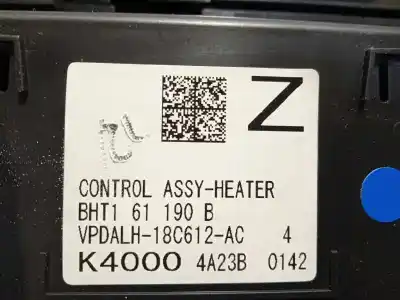 Z
CONTROL ASSY-HEATER
BHT1 61 190 B
VPDALH-18C612-AC 4
K4000 4A23B 0142